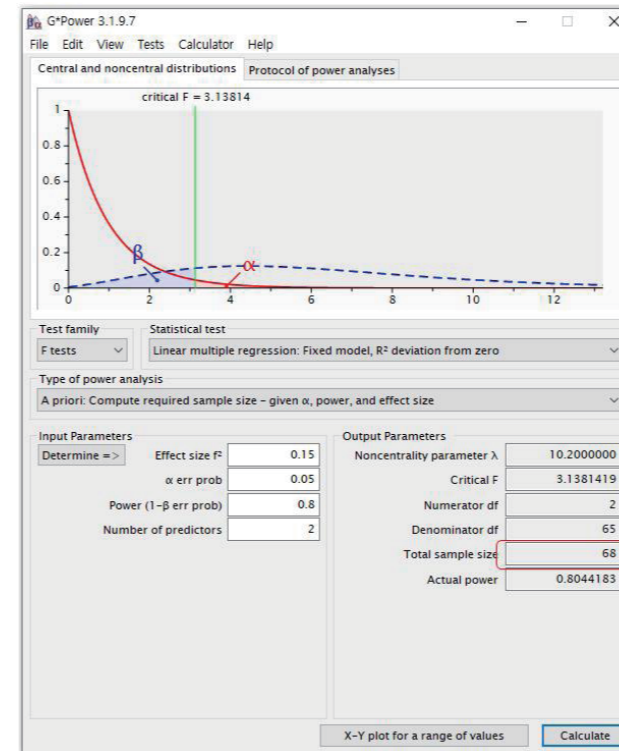 G*Power 3.1.9.7
File Edit View Tests Calculator Help
Central and noncentral distributions Protocol of power analyses
critical F = 3.13814
1
0.8
0.6
0.4
0.2
0
β
α
0 2 4 6 8 10 12
Test family Statistical test
F tests Linear multiple regression: Fixed model, R² deviation from zero
Type of power analysis
A priori: Compute required sample size – given α, power, and effect size
Input Parameters Output Parameters
Determine => Effect size f² 0.15 Noncentrality parameter λ 10.2000000
α err prob 0.05 Critical F 3.1381419
Power (1-β err prob) 0.8 Numerator df 2
Number of predictors 2 Denominator df 65
Total sample size 68
Actual power 0.8044183
X-Y plot for a range of values Calculate